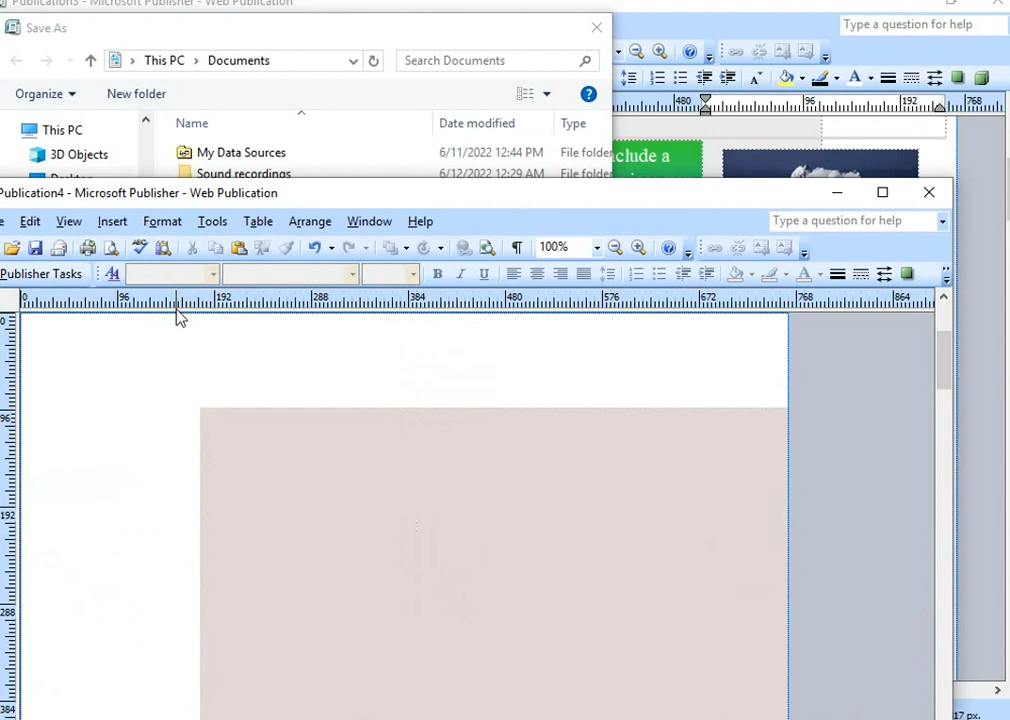 Publications - Microsoft Publisher - Web Publication
Save As
Type a question for help
This PC > Documents
Search Documents
Organize
New folder
480
96
192
768
This PC
Name
Date modified
Type
3D Objects
My Data Sources
6/11/2022 12:44 PM
File folder
clude a
Sound recordings
6/12/2022 12:29 AM
File folder
Publication4 - Microsoft Publisher - Web Publication
Edit View Insert Format Tools Table Arrange Window Help
Type a question for help
100%
Publisher Tasks
B I U
0 96 192 288 384 480 576 672 768 864
0
96
192
288
384
17 px.